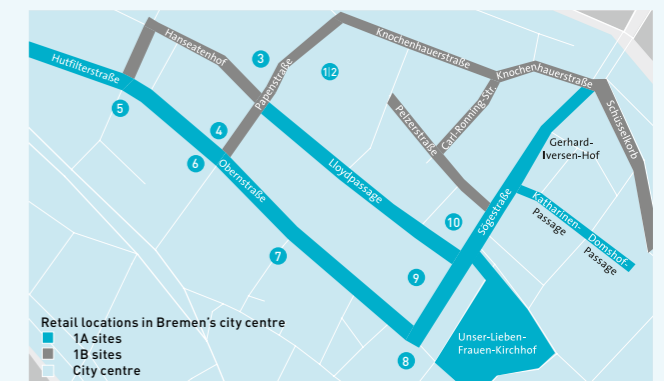 Hutfilterstraße
Hanseatenhof
3
Papenstraße
1|2
Knochenhauerstraße
Knochenhauerstraße
Carl-Ronning-Str.
Pelzerstraße
Schüsselkorb
Gerhard-
Iversen-Hof
5
4
6
Obernstraße
Lloydpassage
10
Sögestraße
Katharinen-
Passage
Domshof-
Passage
7
9
8
Unser-Lieben-
Frauen-Kirchhof
Retail locations in Bremen's city centre
1A sites
1B sites
City centre